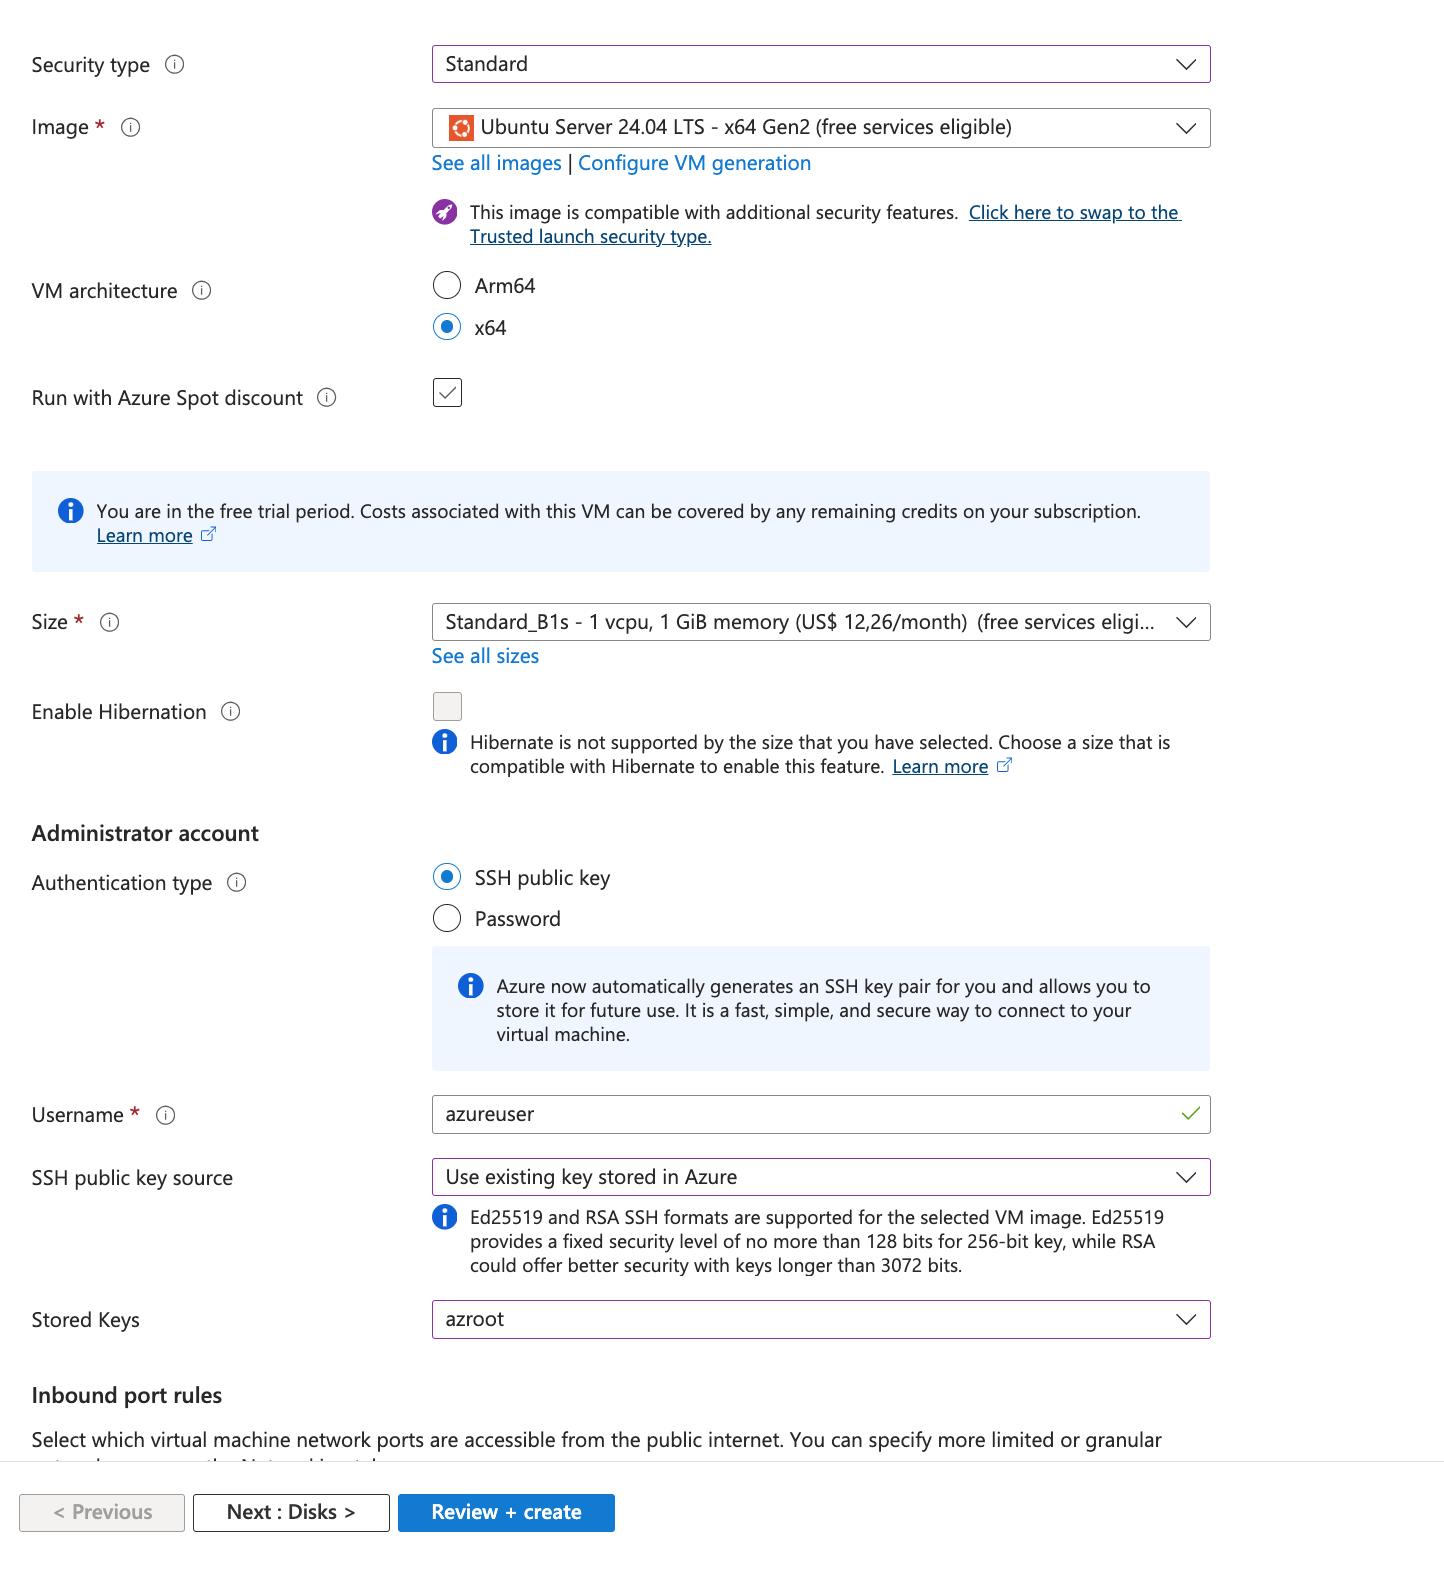 Security type
Standard
Image *
Ubuntu Server 24.04 LTS - x64 Gen2 (free services eligible)
See all images | Configure VM generation
This image is compatible with additional security features. Click here to swap to the
Trusted launch security type.
VM architecture
Arm64
x64
Run with Azure Spot discount
You are in the free trial period. Costs associated with this VM can be covered by any remaining credits on your subscription.
Learn more
Size *
Standard_B1s - 1 vcpu, 1 GiB memory (US$ 12,26/month) (free services eligi...
See all sizes
Enable Hibernation
Hibernate is not supported by the size that you have selected. Choose a size that is
compatible with Hibernate to enable this feature. Learn more
Administrator account
Authentication type
SSH public key
Password
Azure now automatically generates an SSH key pair for you and allows you to
store it for future use. It is a fast, simple, and secure way to connect to your
virtual machine.
Username *
azureuser
SSH public key source
Use existing key stored in Azure
Ed25519 and RSA SSH formats are supported for the selected VM image. Ed25519
provides a fixed security level of no more than 128 bits for 256-bit key, while RSA
could offer better security with keys longer than 3072 bits.
Stored Keys
azroot
Inbound port rules
Select which virtual machine network ports are accessible from the public internet. You can specify more limited or granular
< Previous
Next : Disks >
Review + create